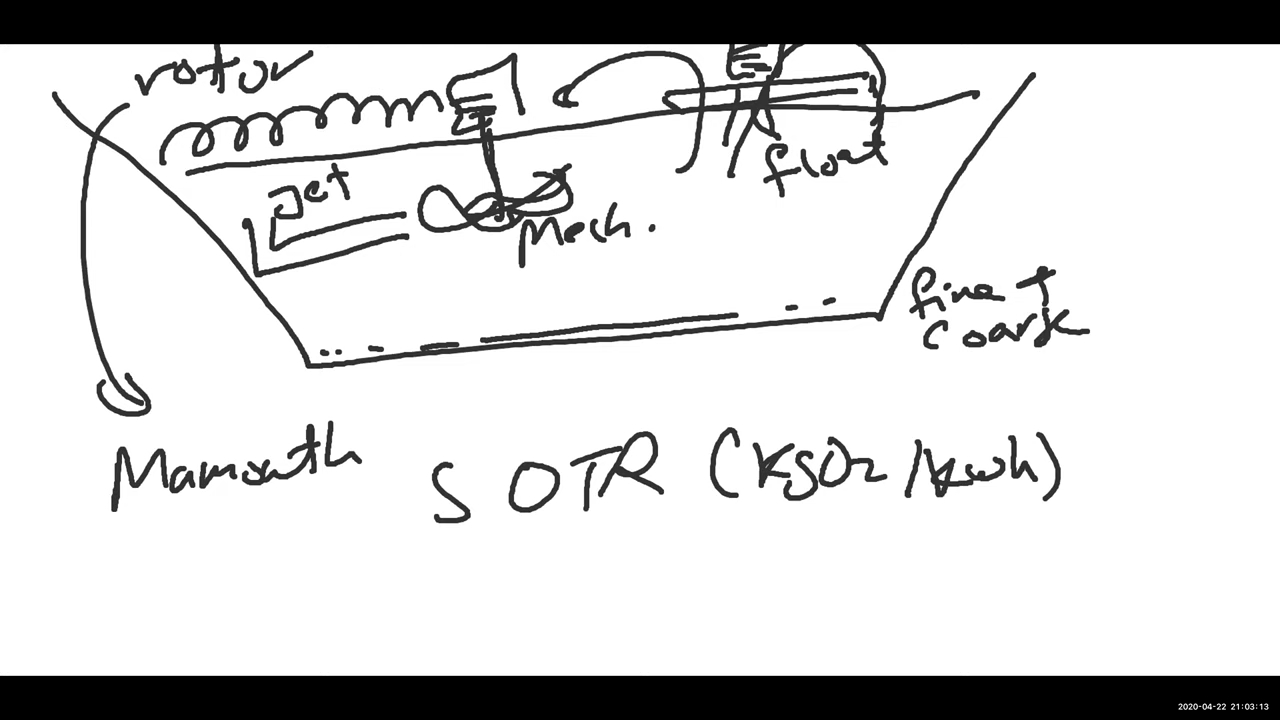 rotor
Jet
float
Mech.
fine +
Coarse
Mamouth
SOTR (KgO2/kwh)
2020-04-22 21:03:13